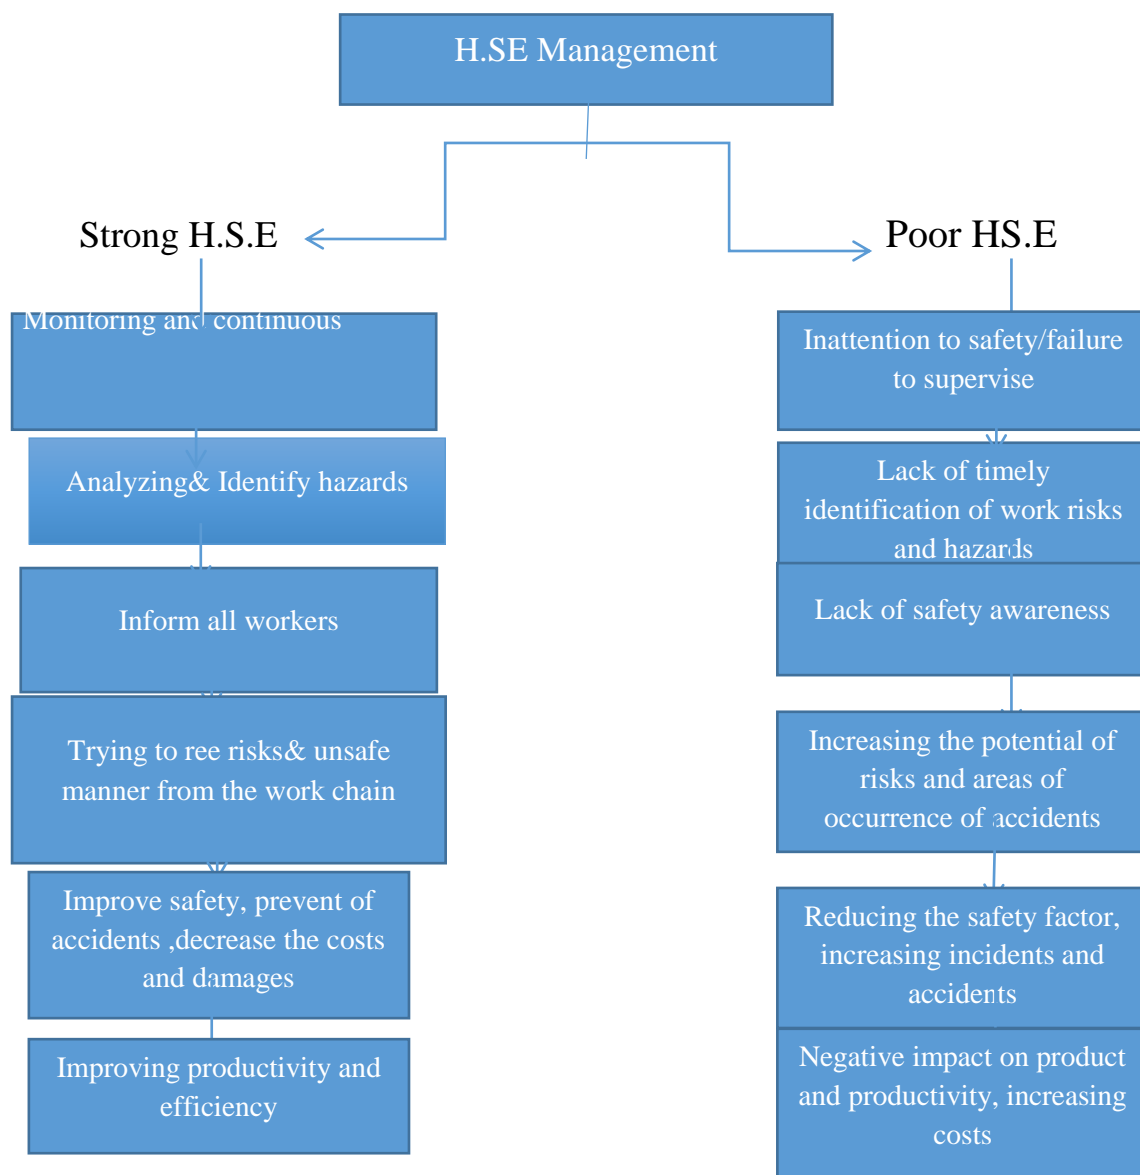 H.SE Management
Strong H.S.E
Monitoring and continuous
Analyzing& Identify hazards
Inform all workers
Trying to ree risks& unsafe
manner from the work chain
Improve safety, prevent of
accidents ,decrease the costs
and damages
Improving productivity and
efficiency
Poor HS.E
Inattention to safety/failure
to supervise
Lack of timely
identification of work risks
and hazards
Lack of safety awareness
Increasing the potential of
risks and areas of
occurrence of accidents
Reducing the safety factor,
increasing incidents and
accidents
Negative impact on product
and productivity, increasing
costs